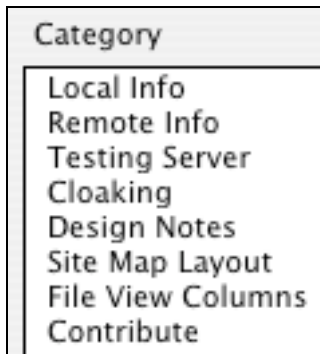 Category
Local Info
Remote Info
Testing Server
Cloaking
Design Notes
Site Map Layout
File View Columns
Contribute